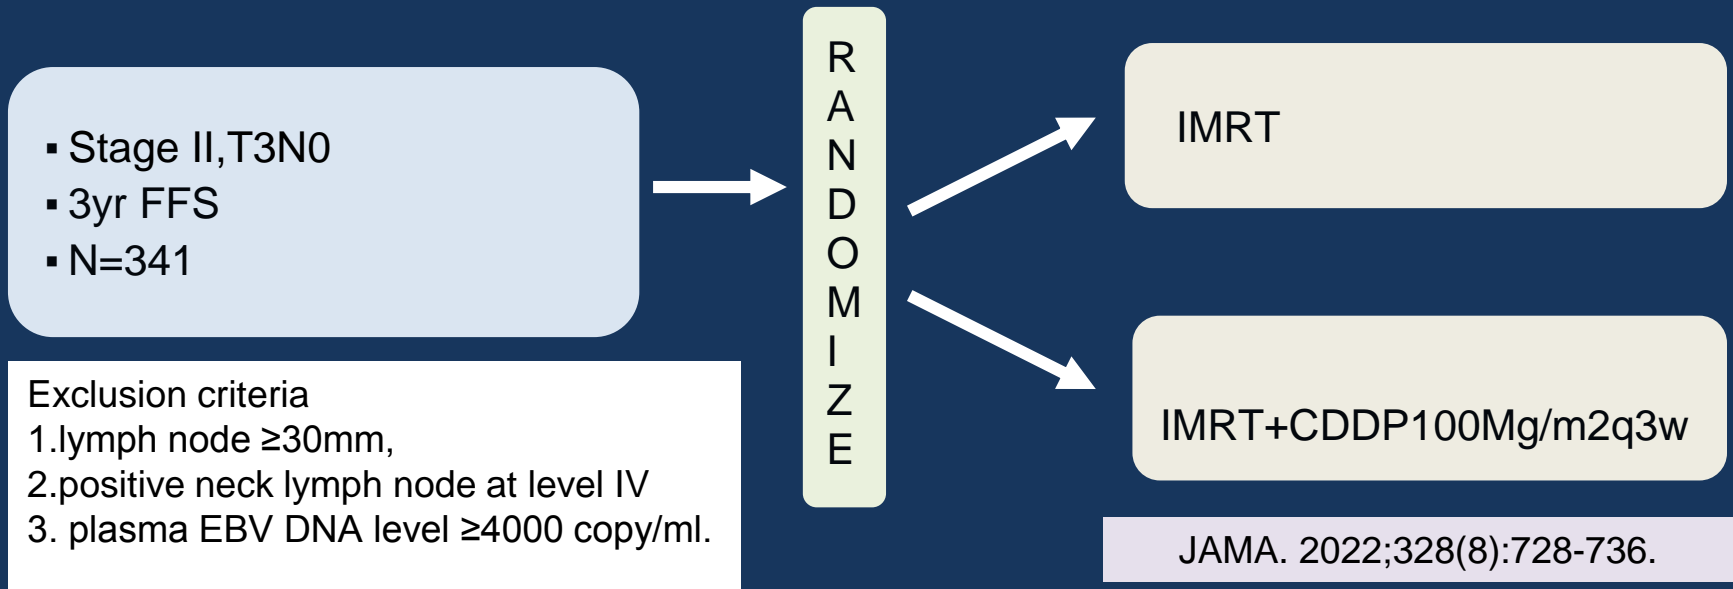 ▪ Stage II,T3N0
▪ 3yr FFS
▪ N=341
Exclusion criteria
1.lymph node ≥30mm,
2.positive neck lymph node at level IV
3. plasma EBV DNA level ≥4000 copy/ml.
R
A
N
D
O
M
I
Z
E
IMRT
IMRT+CDDP100Mg/m2q3w
JAMA. 2022;328(8):728-736.